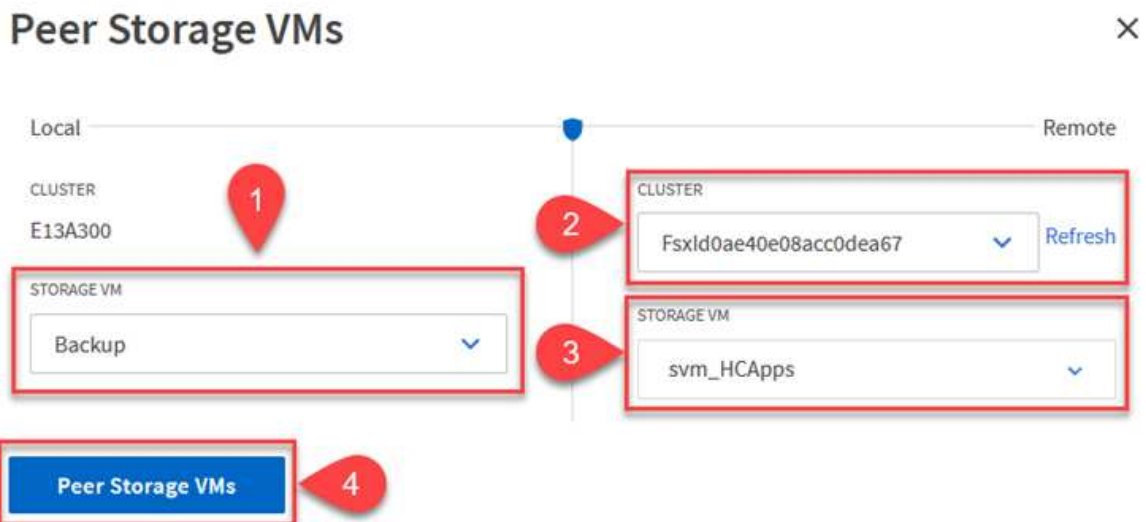 Peer Storage VMs
Local
Remote
CLUSTER
E13A300
1
STORAGE VM
Backup
2
CLUSTER
FsxId0ae40e08acc0dea67
Refresh
3
STORAGE VM
svm_HCApps
Peer Storage VMs
4